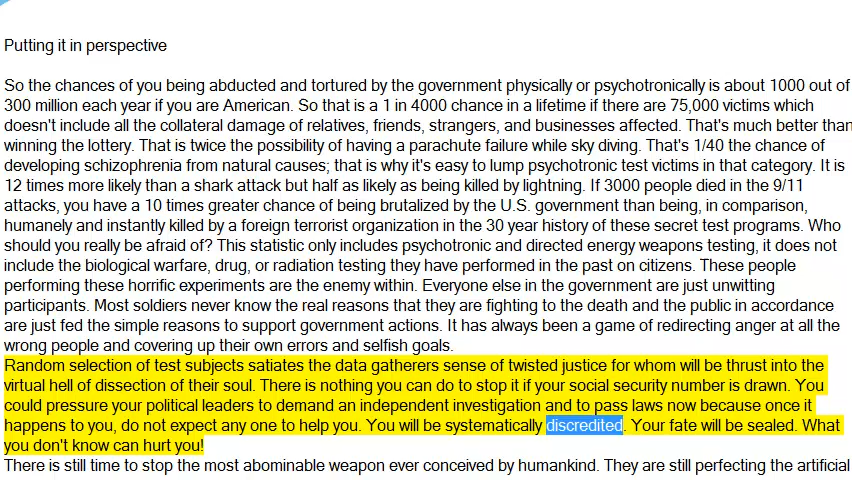 Putting it in perspective
So the chances of you being abducted and tortured by the government physically or psychotronically is about 1000 out of
300 million each year if you are American. So that is a 1 in 4000 chance in a lifetime if there are 75,000 victims which
doesn't include all the collateral damage of relatives, friends, strangers, and businesses affected. That's much better than
winning the lottery. That is twice the possibility of having a parachute failure while sky diving. That's 1/40 the chance of
developing schizophrenia from natural causes; that is why it's easy to lump psychotronic test victims in that category. It is
12 times more likely than a shark attack but half as likely as being killed by lightning. If 3000 people died in the 9/11
attacks, you have a 10 times greater chance of being brutalized by the U.S. government than being, in comparison,
humanely and instantly killed by a foreign terrorist organization in the 30 year history of these secret test programs. Who
should you really be afraid of? This statistic only includes psychotronic and directed energy weapons testing, it does not
include the biological warfare, drug, or radiation testing they have performed in the past on citizens. These people
performing these horrific experiments are the enemy within. Everyone else in the government are just unwitting
participants. Most soldiers never know the real reasons that they are fighting to the death and the public in accordance
are just fed the simple reasons to support government actions. It has always been a game of redirecting anger at all the
wrong people and covering up their own errors and selfish goals.
Random selection of test subjects satiates the data gatherers sense of twisted justice for whom will be thrust into the
virtual hell of dissection of their soul. There is nothing you can do to stop it if your social security number is drawn. You
could pressure your political leaders to demand an independent investigation and to pass laws now because once it
happens to you, do not expect any one to help you. You will be systematically discredited. Your fate will be sealed. What
you don't know can hurt you!
There is still time to stop the most abominable weapon ever conceived by humankind. They are still perfecting the artificial